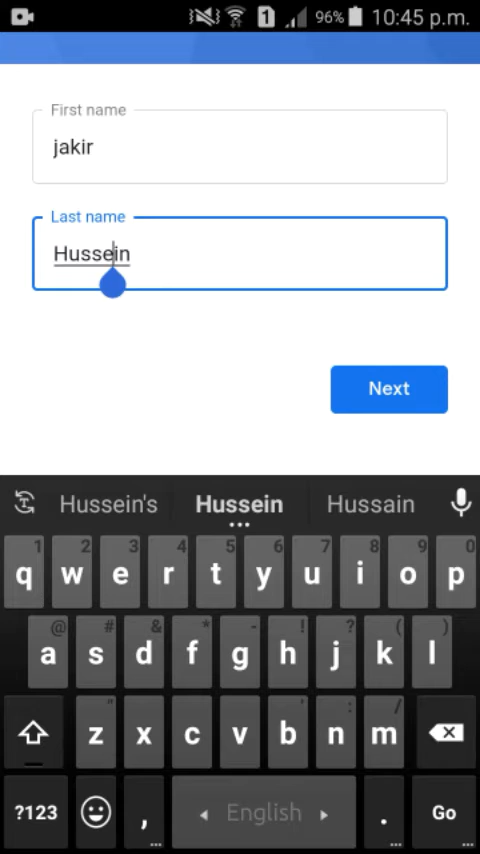 1 96% 10:45 p.m.
First name
jakir
Last name
Hussein
Next
Hussein's Hussein Hussain
1 2 3 4 5 6 7 8 9 0
q w e r t y u i o p
@ # & * - ! ? ( )
a s d f g h j k l
" ' : /
z x c v b n m
?123 , English . Go